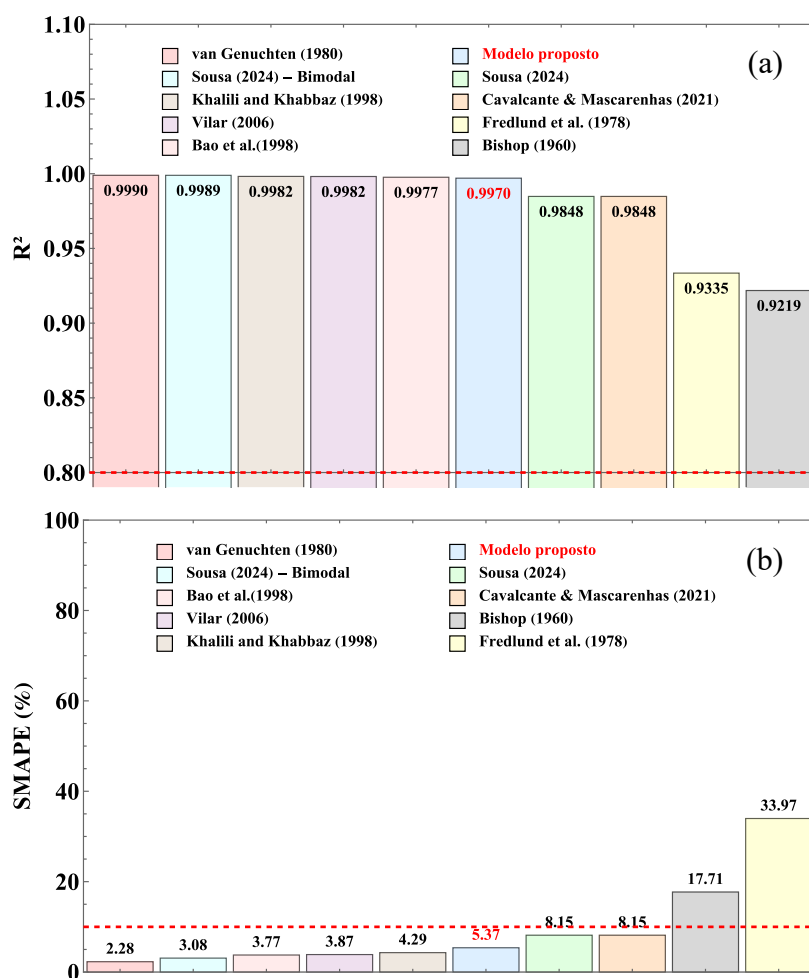 1.10
1.05
1.00
0.95
0.90
0.85
0.80
R²
(a)
van Genuchten (1980)
Sousa (2024) – Bimodal
Khalili and Khabbaz (1998)
Vilar (2006)
Bao et al.(1998)
Modelo proposto
Sousa (2024)
Cavalcante & Mascarenhas (2021)
Fredlund et al. (1978)
Bishop (1960)
0.9990
0.9989
0.9982
0.9982
0.9977
0.9970
0.9848
0.9848
0.9335
0.9219
100
80
60
40
20
0
SMAPE (%)
(b)
van Genuchten (1980)
Sousa (2024) – Bimodal
Bao et al.(1998)
Vilar (2006)
Khalili and Khabbaz (1998)
Modelo proposto
Sousa (2024)
Cavalcante & Mascarenhas (2021)
Bishop (1960)
Fredlund et al. (1978)
2.28
3.08
3.77
3.87
4.29
5.37
8.15
8.15
17.71
33.97